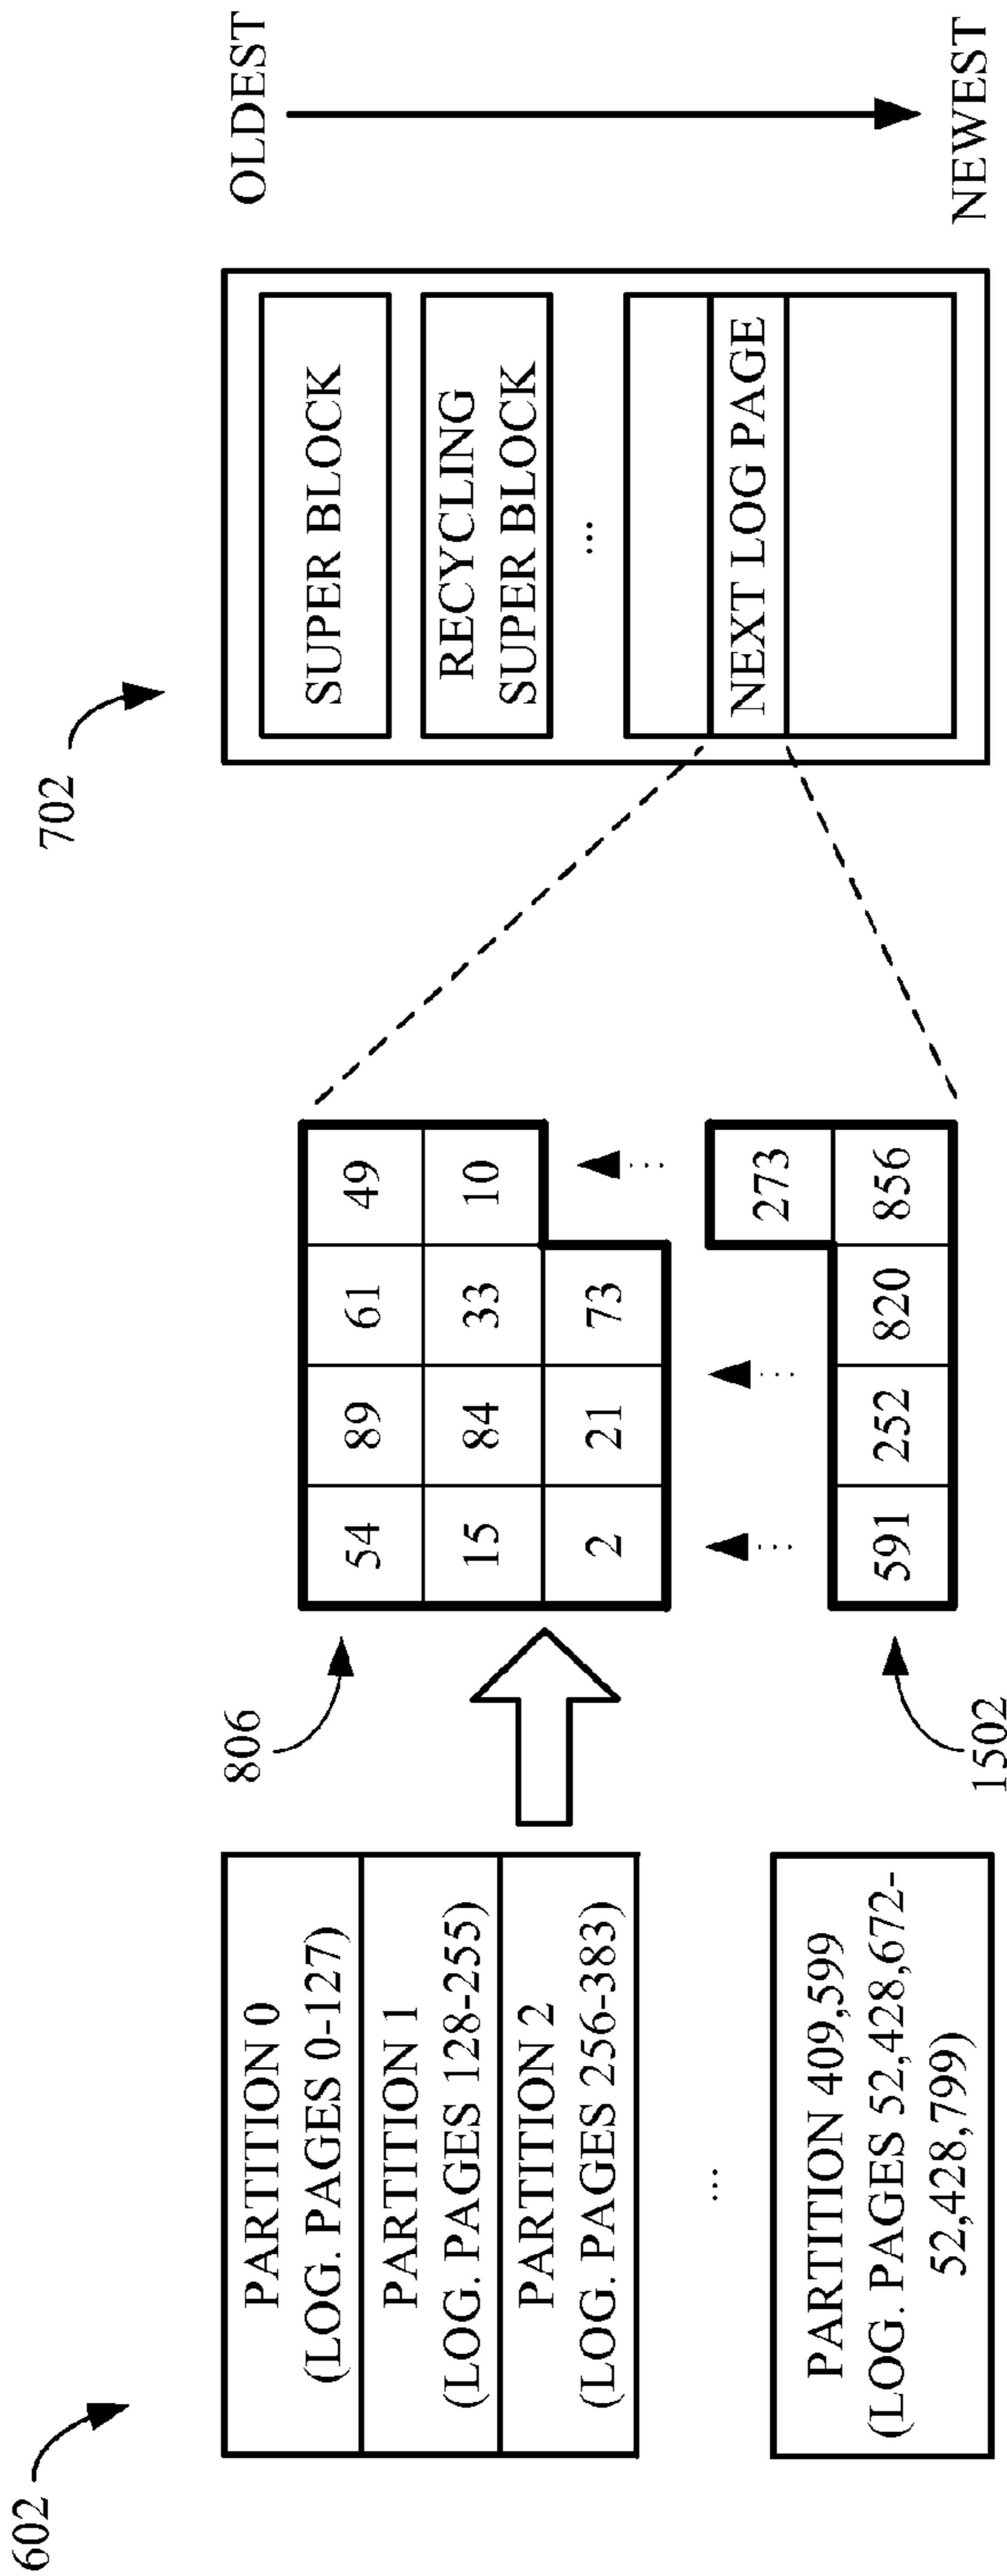 602
PARTITION 0
(LOG. PAGES 0-127)
PARTITION 1
(LOG. PAGES 128-255)
PARTITION 2
(LOG. PAGES 256-383)
...
PARTITION 409,599
(LOG. PAGES 52,428,672-
52,428,799)
806
54 89 61 49
15 84 33 10
2 21 73
273
591 252 820 856
1502
702
SUPER BLOCK
RECYCLING
SUPER BLOCK
...
NEXT LOG PAGE
OLDEST
NEWEST